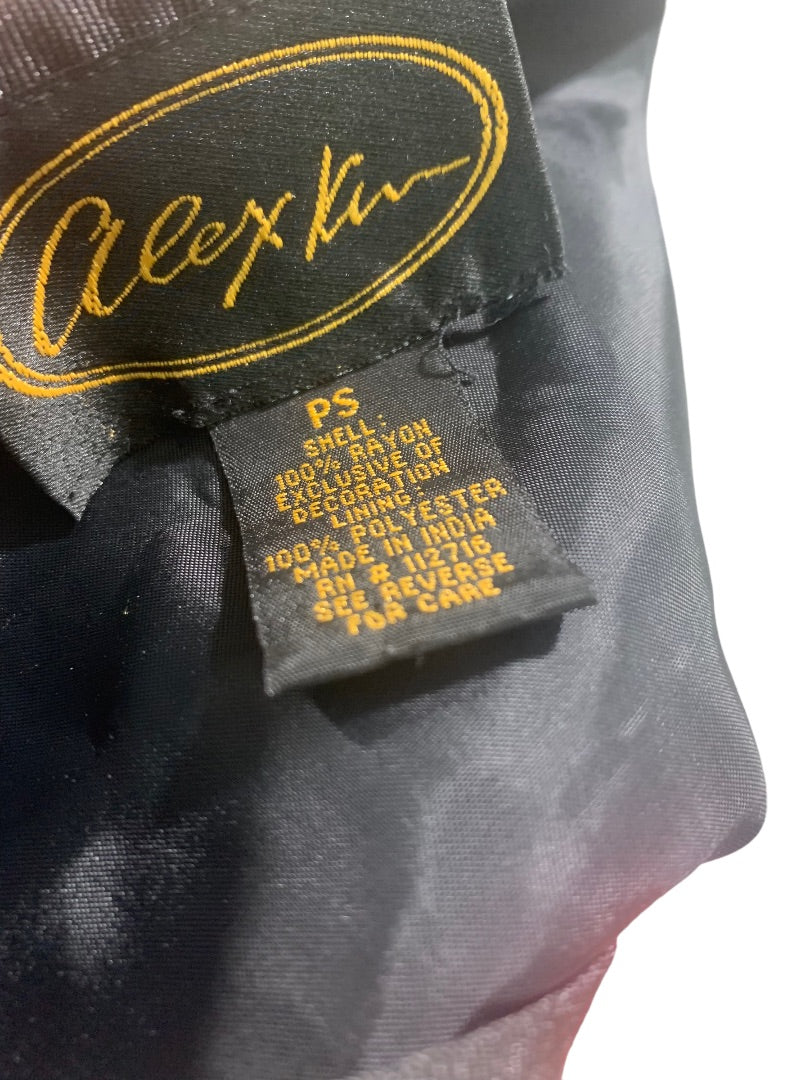 Alex Kim
PS
SHELL:
100% RAYON
EXCLUSIVE OF
DECORATION
LINING:
100% POLYESTER
MADE IN INDIA
RN # 112716
SEE REVERSE
FOR CARE